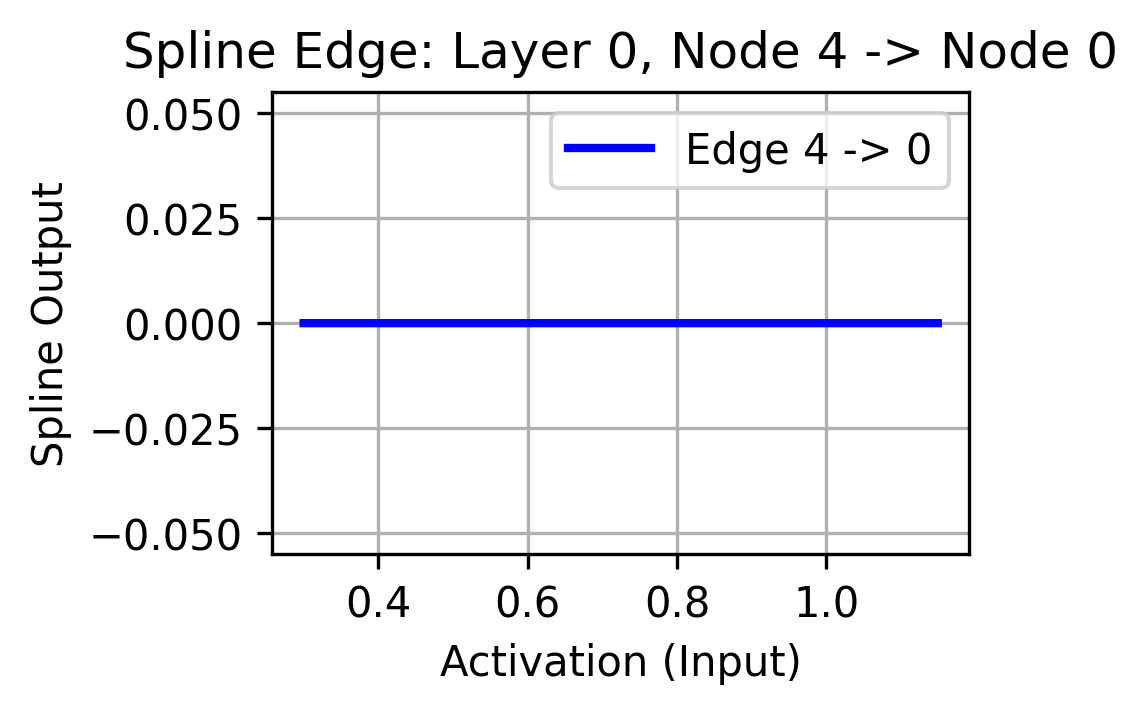 Spline Edge: Layer 0, Node 4 -> Node 0
Edge 4 -> 0
Spline Output
0.050
0.025
0.000
−0.025
−0.050
0.4 0.6 0.8 1.0
Activation (Input)